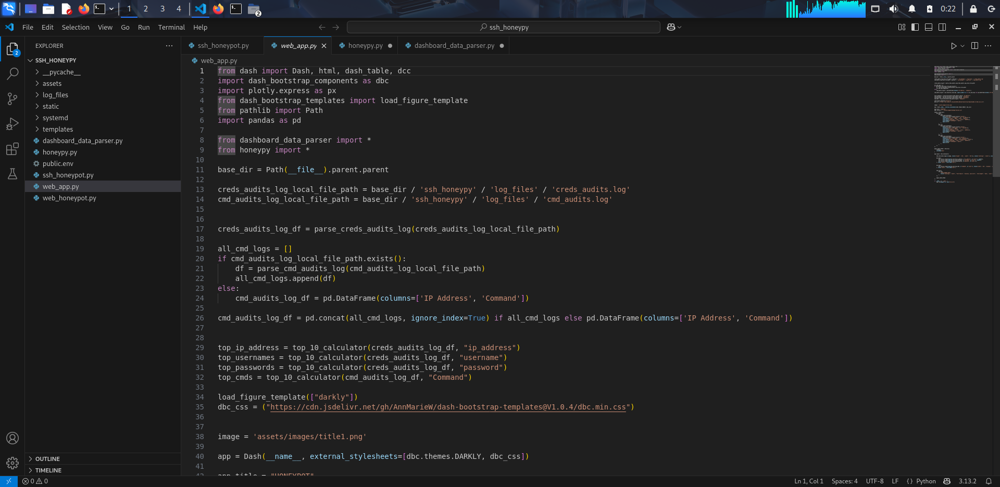 1 2 3 4 2 0:22
File Edit Selection View Go Run Terminal Help ssh_honeypy
2 EXPLORER ssh_honeypot.py web_app.py honeypy.py dashboard_data_parser.py
SSH_HONEYPY
__pycache__
assets
log_files
static
systemd
templates
dashboard_data_parser.py
honeypy.py
public.env
ssh_honeypot.py
web_app.py
web_honeypot.py
OUTLINE
TIMELINE
web_app.py
1 from dash import Dash, html, dash_table, dcc
2 import dash_bootstrap_components as dbc
3 import plotly.express as px
4 from dash_bootstrap_templates import load_figure_template
5 from pathlib import Path
6 import pandas as pd
7
8 from dashboard_data_parser import *
9 from honeypy import *
10
11 base_dir = Path(__file__).parent.parent
12
13 creds_audits_log_local_file_path = base_dir / 'ssh_honeypy' / 'log_files' / 'creds_audits.log'
14 cmd_audits_log_local_file_path = base_dir / 'ssh_honeypy' / 'log_files' / 'cmd_audits.log'
15
16
17 creds_audits_log_df = parse_creds_audits_log(creds_audits_log_local_file_path)
18
19 all_cmd_logs = []
20 if cmd_audits_log_local_file_path.exists():
21     df = parse_cmd_audits_log(cmd_audits_log_local_file_path)
22     all_cmd_logs.append(df)
23 else:
24     cmd_audits_log_df = pd.DataFrame(columns=['IP Address', 'Command'])
25
26 cmd_audits_log_df = pd.concat(all_cmd_logs, ignore_index=True) if all_cmd_logs else pd.DataFrame(columns=['IP Address', 'Command'])
27
28
29 top_ip_address = top_10_calculator(creds_audits_log_df, "ip_address")
30 top_usernames = top_10_calculator(creds_audits_log_df, "username")
31 top_passwords = top_10_calculator(creds_audits_log_df, "password")
32 top_cmds = top_10_calculator(cmd_audits_log_df, "Command")
33
34 load_figure_template(["darkly"])
35 dbc_css = ("https://cdn.jsdelivr.net/gh/AnnMarieW/dash-bootstrap-templates@V1.0.4/dbc.min.css")
36
37
38 image = 'assets/images/title1.png'
39
40 app = Dash(__name__, external_stylesheets=[dbc.themes.DARKLY, dbc_css])
41
42 app_title = "HONEYPOT"
0 0 Ln 1, Col 1 Spaces: 4 UTF-8 LF {} Python 3.13.2